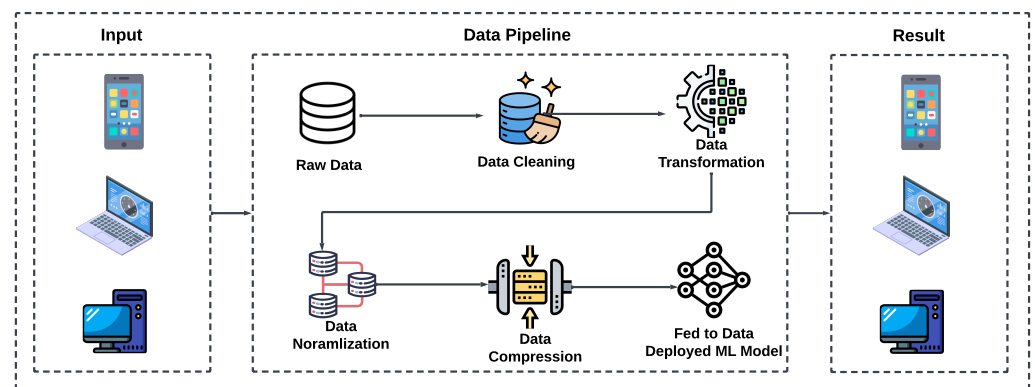 Input
Data Pipeline
Result
Raw Data
Data Cleaning
Data
Transformation
Data
Noramlization
Data
Compression
Fed to Data
Deployed ML Model